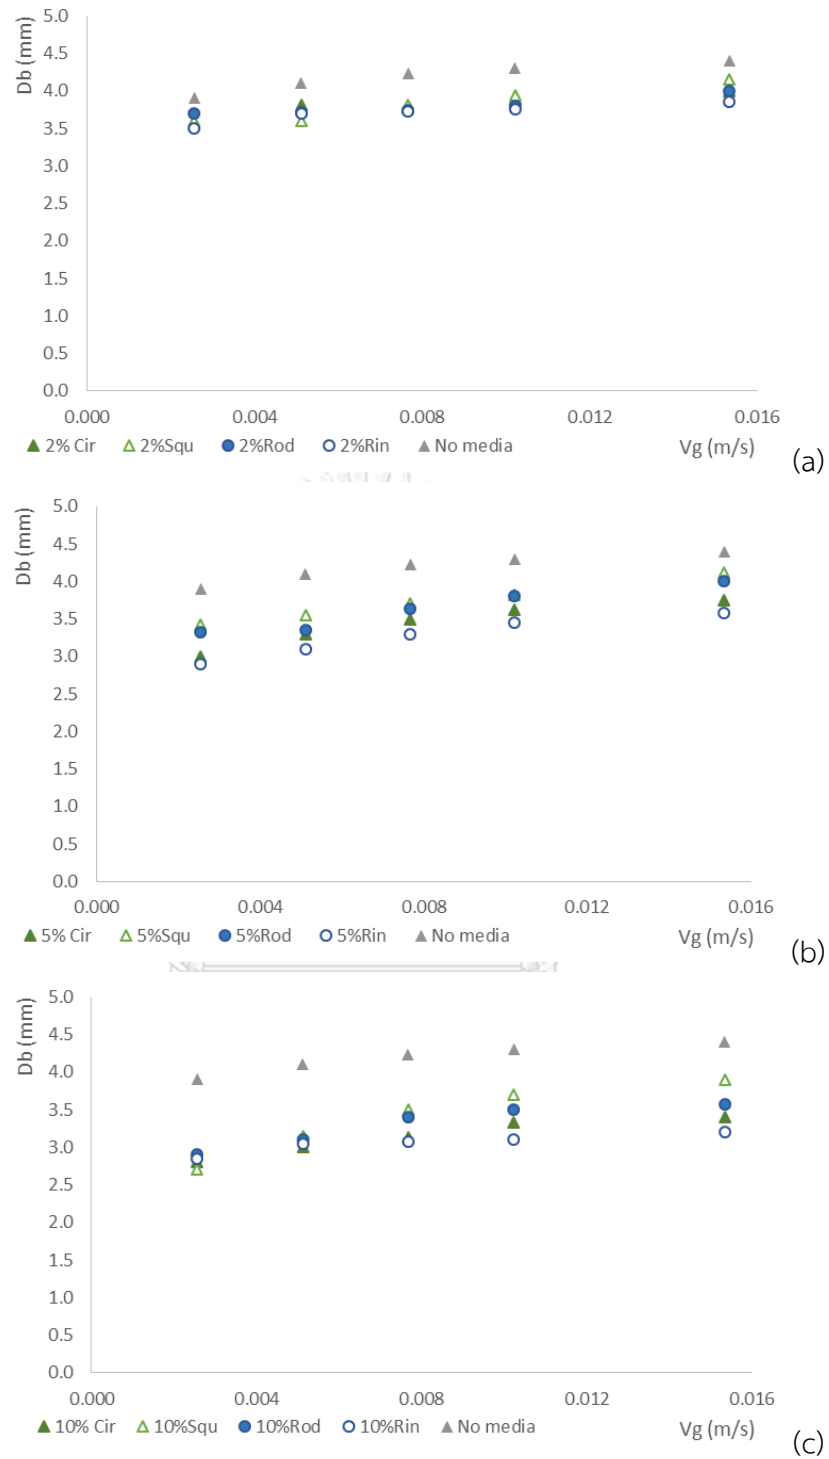 Db (mm)
5.0
4.5
4.0
3.5
3.0
2.5
2.0
1.5
1.0
0.5
0.0
0.000 0.004 0.008 0.012 0.016
2% Cir 2%Squ 2%Rod 2%Rin No media Vg (m/s)
(a)
Db (mm)
5.0
4.5
4.0
3.5
3.0
2.5
2.0
1.5
1.0
0.5
0.0
0.000 0.004 0.008 0.012 0.016
5% Cir 5%Squ 5%Rod 5%Rin No media Vg (m/s)
(b)
Db (mm)
5.0
4.5
4.0
3.5
3.0
2.5
2.0
1.5
1.0
0.5
0.0
0.000 0.004 0.008 0.012 0.016
10% Cir 10%Squ 10%Rod 10%Rin No media Vg (m/s)
(c)